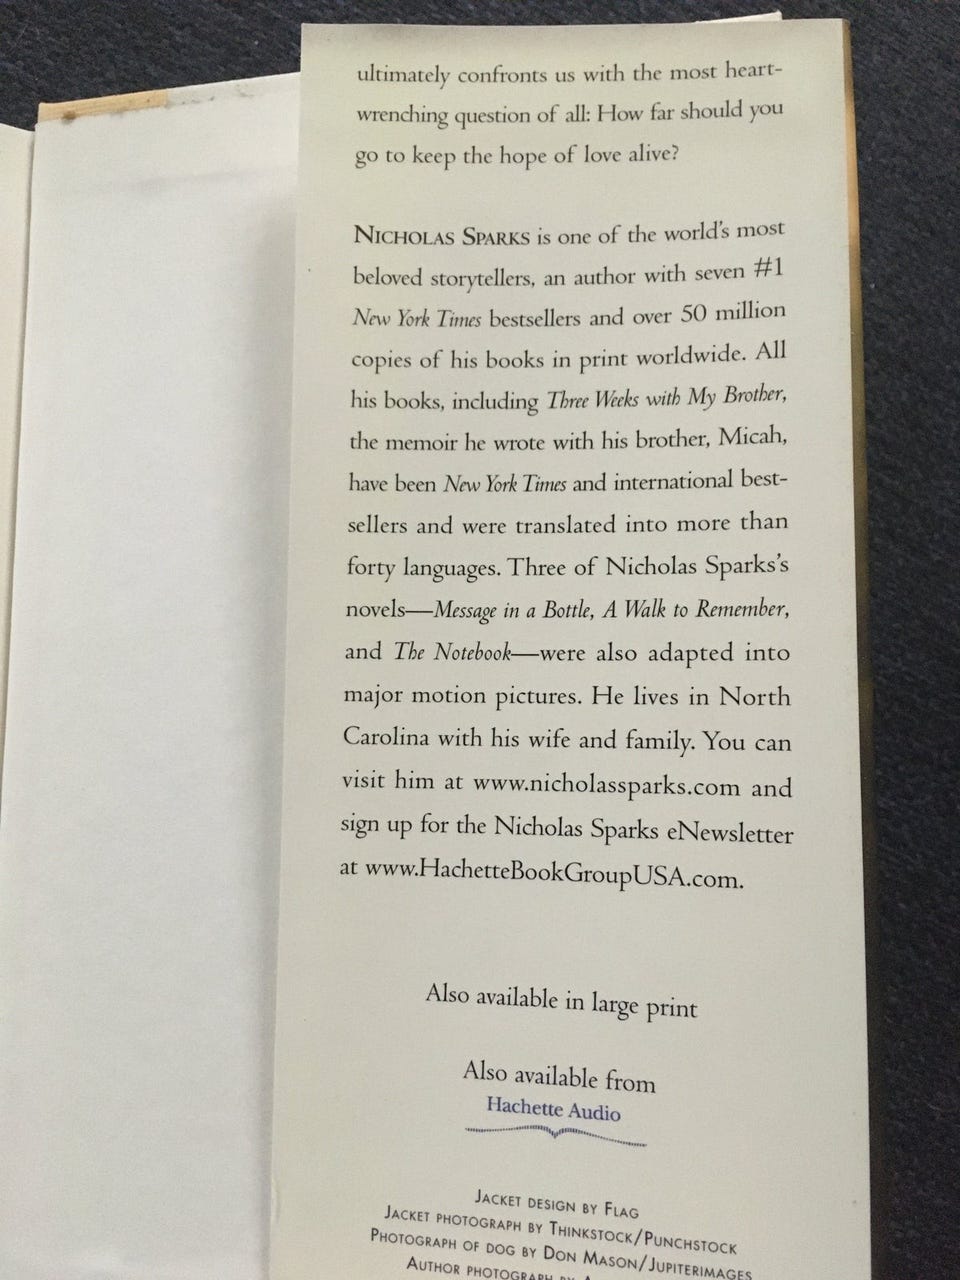 ultimately confronts us with the most heart-
wrenching question of all: How far should you
go to keep the hope of love alive?
NICHOLAS SPARKS is one of the world's most
beloved storytellers, an author with seven #1
New York Times bestsellers and over 50 million
copies of his books in print worldwide. All
his books, including Three Weeks with My Brother,
the memoir he wrote with his brother, Micah,
have been New York Times and international best-
sellers and were translated into more than
forty languages. Three of Nicholas Sparks's
novels—Message in a Bottle, A Walk to Remember,
and The Notebook—were also adapted into
major motion pictures. He lives in North
Carolina with his wife and family. You can
visit him at www.nicholassparks.com and
sign up for the Nicholas Sparks eNewsletter
at www.HachetteBookGroupUSA.com.
Also available in large print
Also available from
Hachette Audio
JACKET DESIGN BY FLAG
JACKET PHOTOGRAPH BY THINKSTOCK/PUNCHSTOCK
PHOTOGRAPH OF DOG BY DON MASON/JUPITERIMAGES
AUTHOR PHOTOGRAPH BY